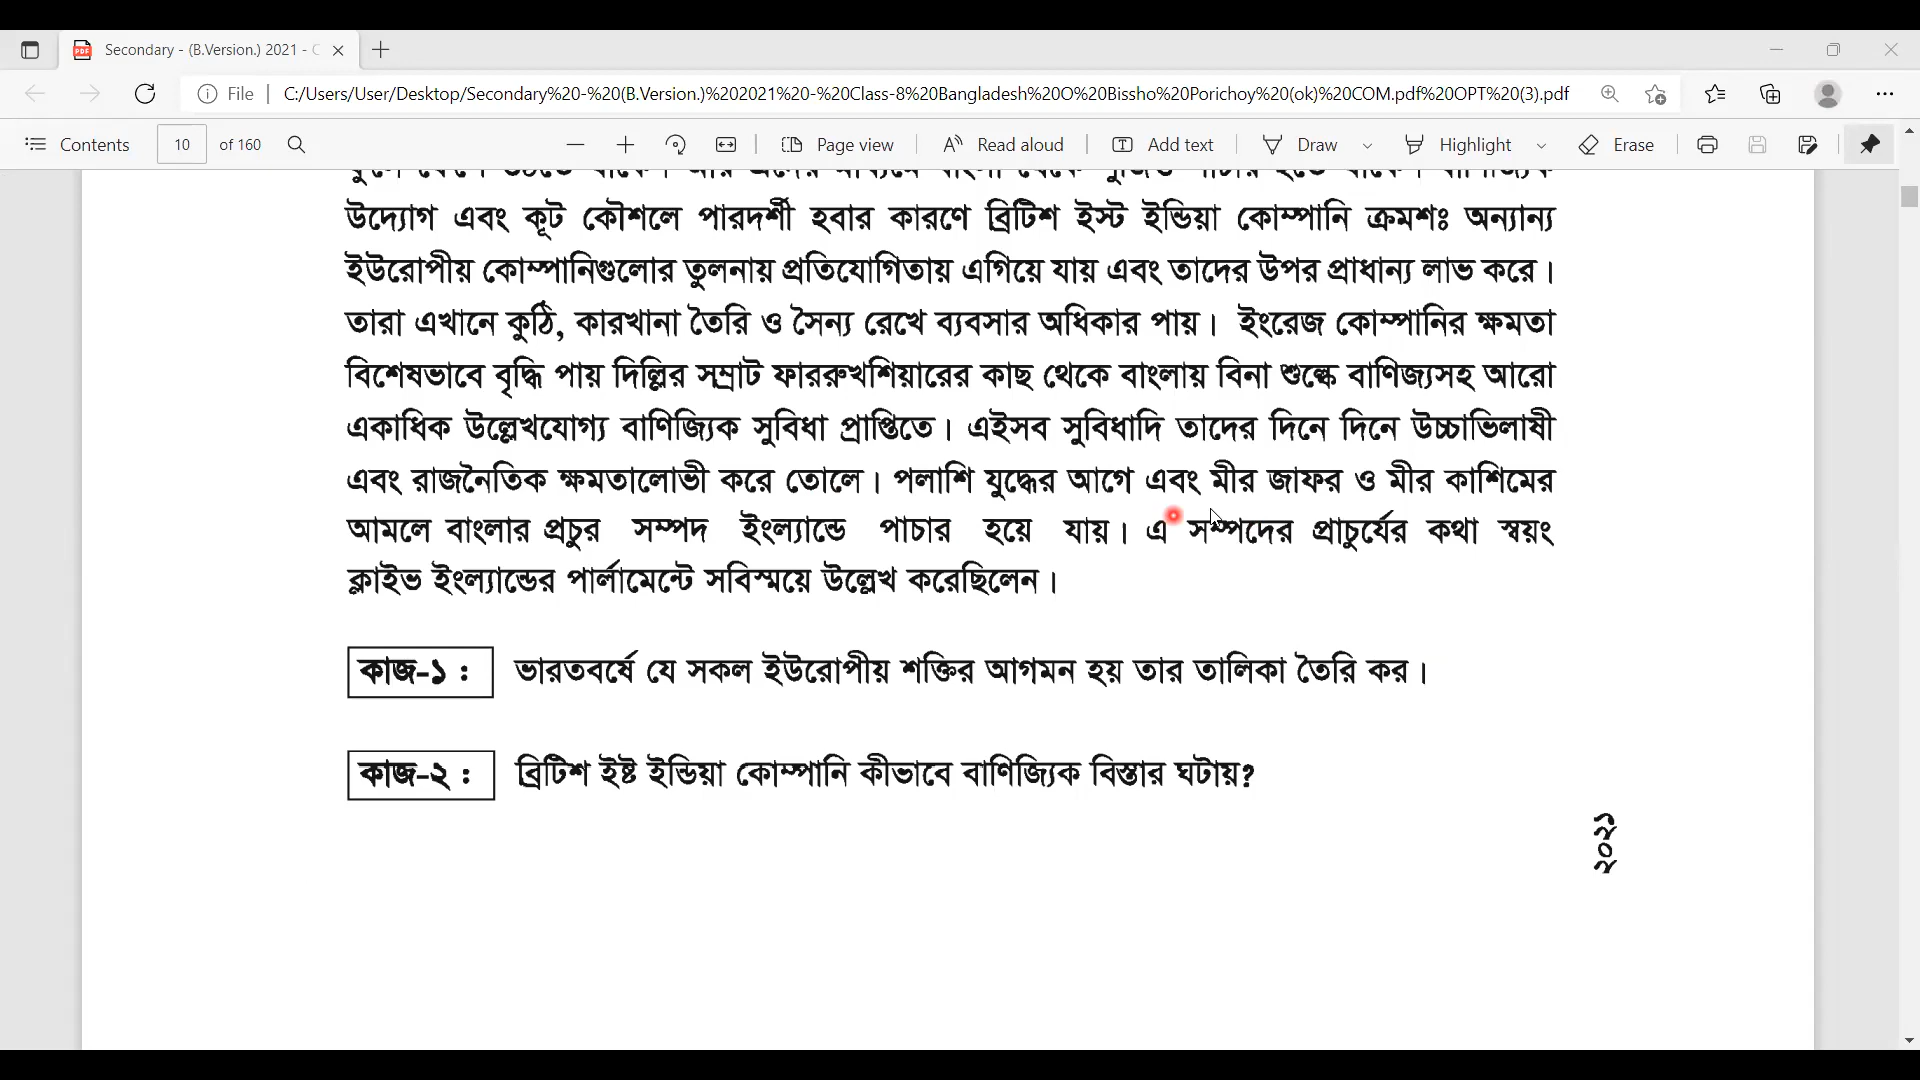 Secondary - (B.Version.) 2021 -
File
C:/Users/User/Desktop/Secondary%20-%20(B.Version.)%202021%20-%20Class-8%20Bangladesh%20O%20Bissho%20Porichoy%20(ok)%20COM.pdf%20OPT%20(3).pdf
Contents 10 of 160 Page view Read aloud Add text Draw Highlight Erase
উদ্যোগ এবং কূট কৌশলে পারদর্শী হবার কারণে ব্রিটিশ ইস্ট ইন্ডিয়া কোম্পানি ক্রমশঃ অন্যান্য
ইউরোপীয় কোম্পানিগুলোর তুলনায় প্রতিযোগিতায় এগিয়ে যায় এবং তাদের উপর প্রাধান্য লাভ করে।
তারা এখানে কুঠি, কারখানা তৈরি ও সৈন্য রেখে ব্যবসার অধিকার পায়। ইংরেজ কোম্পানির ক্ষমতা
বিশেষভাবে বৃদ্ধি পায় দিল্লির সম্রাট ফাররুখশিয়ারের কাছ থেকে বাংলায় বিনা শুল্কে বাণিজ্যসহ আরো
একাধিক উল্লেখযোগ্য বাণিজ্যিক সুবিধা প্রাপ্তিতে। এইসব সুবিধাদি তাদের দিনে দিনে উচ্চাভিলাষী
এবং রাজনৈতিক ক্ষমতালোভী করে তোলে। পলাশি যুদ্ধের আগে এবং মীর জাফর ও মীর কাশিমের
আমলে বাংলার প্রচুর সম্পদ ইংল্যান্ডে পাচার হয়ে যায়। এ সম্পদের প্রাচুর্যের কথা স্বয়ং
ক্লাইভ ইংল্যান্ডের পার্লামেন্টে সবিস্ময়ে উল্লেখ করেছিলেন।
কাজ-১ : ভারতবর্ষে যে সকল ইউরোপীয় শক্তির আগমন হয় তার তালিকা তৈরি কর।
কাজ-২ : ব্রিটিশ ইষ্ট ইন্ডিয়া কোম্পানি কীভাবে বাণিজ্যিক বিস্তার ঘটায়?
২০২১